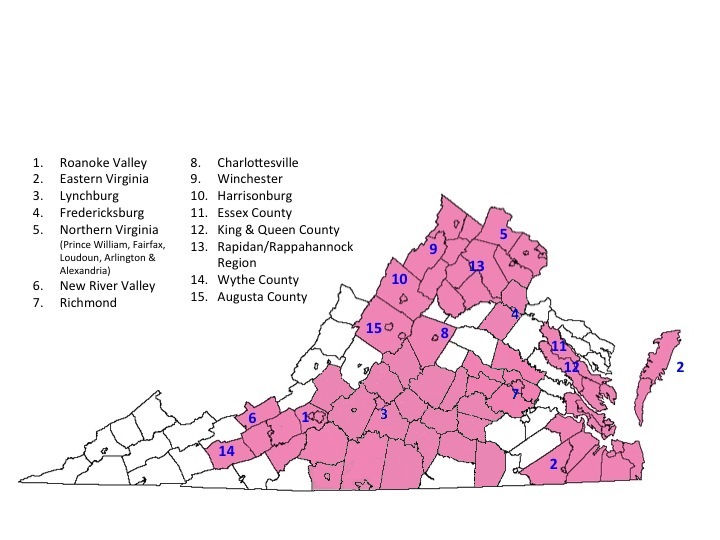 1. Roanoke Valley
2. Eastern Virginia
3. Lynchburg
4. Fredericksburg
5. Northern Virginia
(Prince William, Fairfax,
Loudoun, Arlington &
Alexandria)
6. New River Valley
7. Richmond
8. Charlottesville
9. Winchester
10. Harrisonburg
11. Essex County
12. King & Queen County
13. Rapidan/Rappahannock
Region
14. Wythe County
15. Augusta County
5
9
13
10
4
15
8
11
12
2
7
3
1
6
14
2